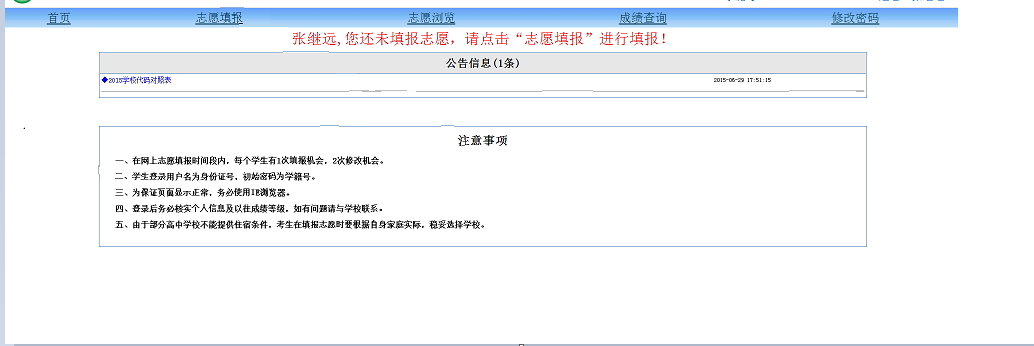 首页 志愿填报 志愿浏览 成绩查询 修改密码
张继远,您还未填报志愿，请点击“志愿填报”进行填报！
公告信息(1条)
◆2015学校代码对照表 2015-06-29 17:51:15
注意事项
一、在网上志愿填报时间段内，每个学生有1次填报机会，2次修改机会。
二、学生登录用户名为身份证号，初始密码为学籍号。
三、为保证页面显示正常，务必使用IE浏览器。
四、登录后务必核实个人信息及以往成绩等级，如有问题请与学校联系。
五、由于部分高中学校不能提供住宿条件，考生在填报志愿时要根据自身家庭实际，稳妥选择学校。